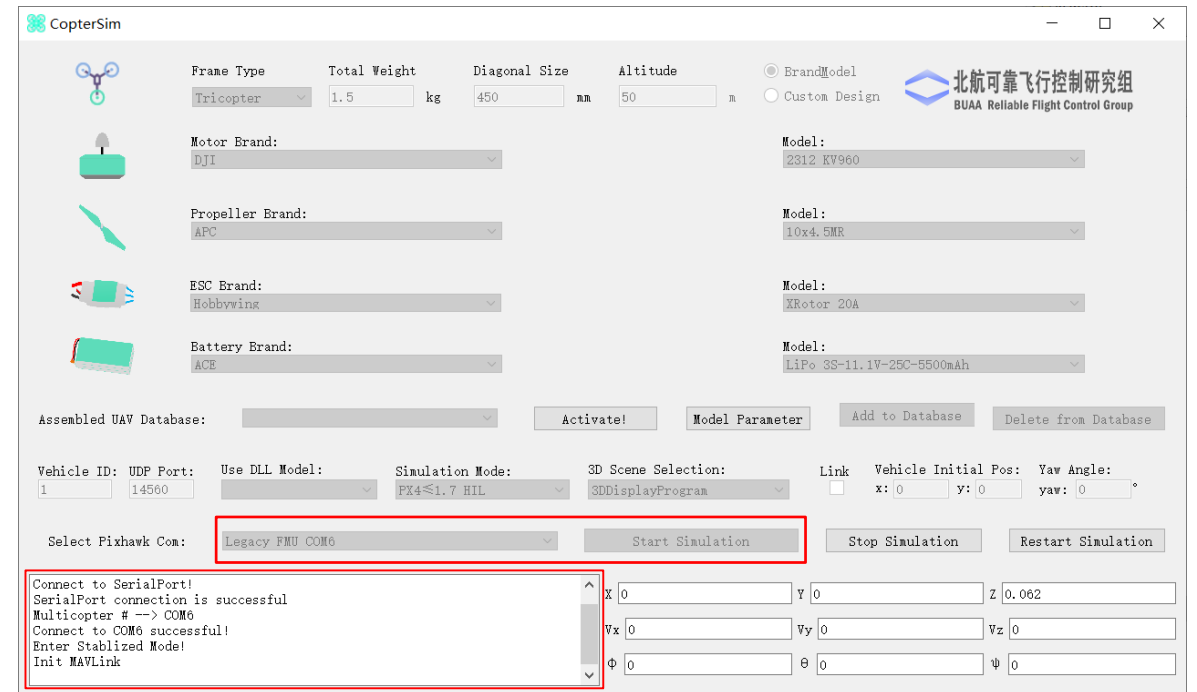 CopterSim
Frame Type Total Weight Diagonal Size Altitude BrandModel
Tricopter 1.5 kg 450 mm 50 m Custom Design
北航可靠飞行控制研究组
BUAA Reliable Flight Control Group
Motor Brand: Model:
DJI 2312 KV960
Propeller Brand: Model:
APC 10x4.5MR
ESC Brand: Model:
Hobbywing XRotor 20A
Battery Brand: Model:
ACE LiPo 3S-11.1V-25C-5500mAh
Assembled UAV Database: Activate! Model Parameter Add to Database Delete from Database
Vehicle ID: UDP Port: Use DLL Model: Simulation Mode: 3D Scene Selection: Link Vehicle Initial Pos: Yaw Angle:
1 14560 PX4≤1.7 HIL 3DDisplayProgram x: 0 y: 0 yaw: 0 °
Select Pixhawk Com: Legacy FMU COM6 Start Simulation Stop Simulation Restart Simulation
Connect to SerialPort!
SerialPort connection is successful
Multicopter # --> COM6
Connect to COM6 successful!
Enter Stablized Mode!
Init MAVLink
X 0 Y 0 Z 0.062
Vx 0 Vy 0 Vz 0
Φ 0 θ 0 ψ 0